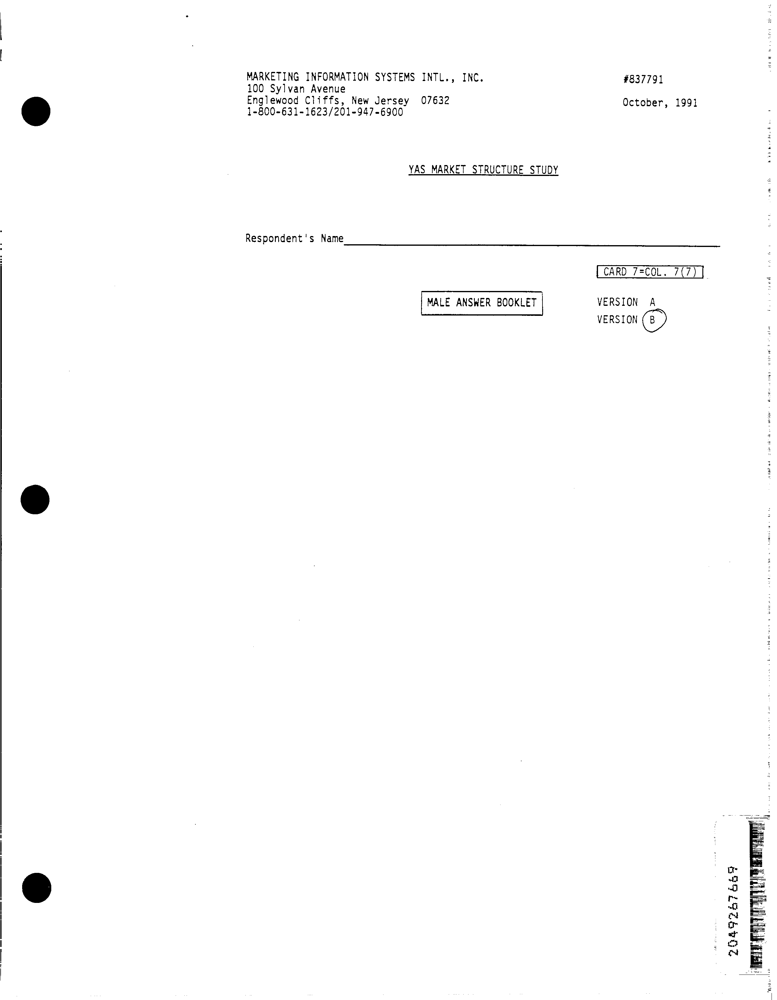 MARKETING INFORMATION SYSTEMS INTL., INC.
100 Sylvan Avenue
Englewood Cliffs, New Jersey 07632
1-800-631-1623/201-947-6900
#837791
October, 1991
YAS MARKET STRUCTURE STUDY
Respondent's Name
CARD 7=COL. 7(7)
MALE ANSWER BOOKLET
VERSION A
VERSION B
2049267669